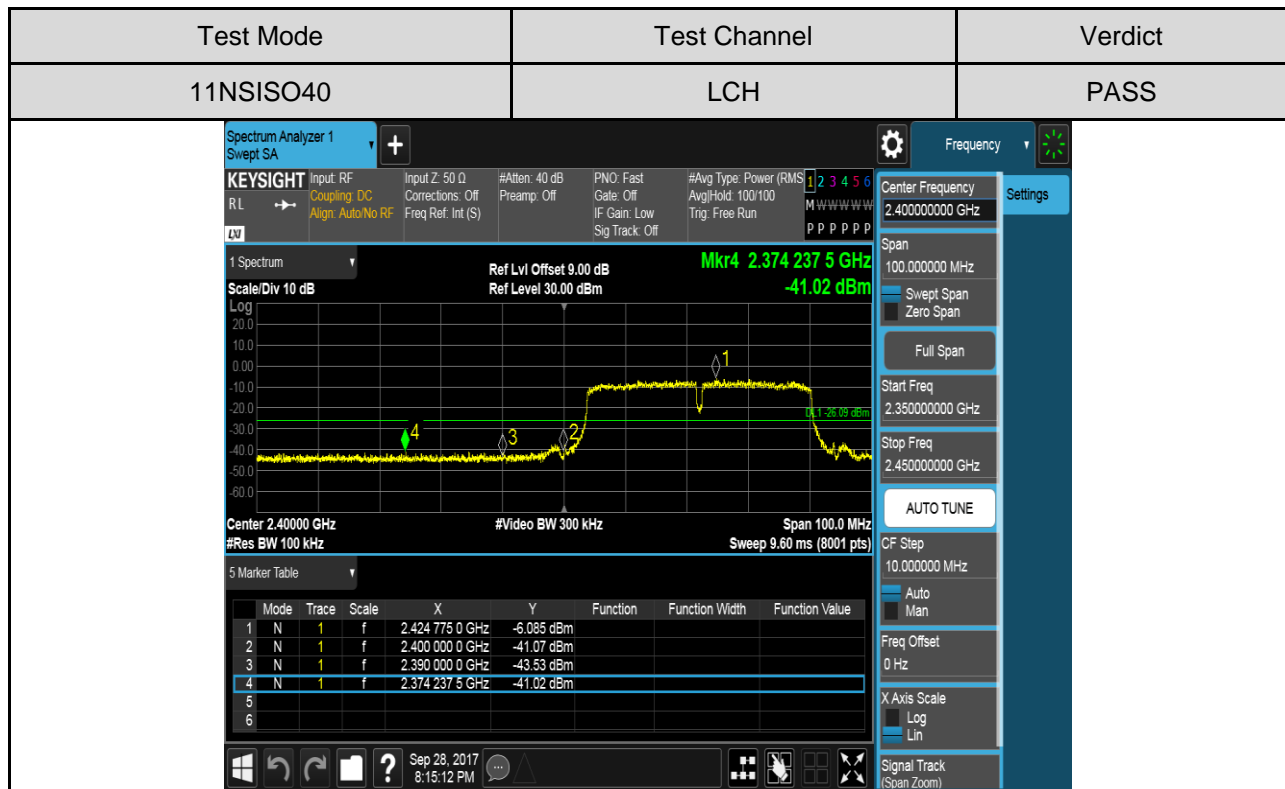 Test Mode Test Channel Verdict
11NSISO40 LCH PASS
Spectrum Analyzer 1
Swept SA
+
Frequency
KEYSIGHT
RL
LXI
Input: RF
Coupling: DC
Align: Auto/No RF
Input Z: 50 Ω
Corrections: Off
Freq Ref: Int (S)
#Atten: 40 dB
Preamp: Off
PNO: Fast
Gate: Off
IF Gain: Low
Sig Track: Off
#Avg Type: Power (RMS
Avg|Hold: 100/100
Trig: Free Run
1 2 3 4 5 6
M W W W W W
P P P P P P
1 Spectrum
Scale/Div 10 dB
Ref Lvl Offset 9.00 dB
Ref Level 30.00 dBm
Mkr4 2.374 237 5 GHz
-41.02 dBm
Log
20.0
10.0
0.00
-10.0
-20.0
-30.0
-40.0
-50.0
-60.0
1
2
3
4
DL1 -26.09 dBm
Center 2.40000 GHz #Video BW 300 kHz Span 100.0 MHz
#Res BW 100 kHz Sweep 9.60 ms (8001 pts)
5 Marker Table
Mode Trace Scale X Y Function Function Width Function Value
1 N 1 f 2.424 775 0 GHz -6.085 dBm
2 N 1 f 2.400 000 0 GHz -41.07 dBm
3 N 1 f 2.390 000 0 GHz -43.53 dBm
4 N 1 f 2.374 237 5 GHz -41.02 dBm
5
6
?
Sep 28, 2017
8:15:12 PM
Center Frequency
2.400000000 GHz
Settings
Span
100.000000 MHz
Swept Span
Zero Span
Full Span
Start Freq
2.350000000 GHz
Stop Freq
2.450000000 GHz
AUTO TUNE
CF Step
10.000000 MHz
Auto
Man
Freq Offset
0 Hz
X Axis Scale
Log
Lin
Signal Track
(Span Zoom)